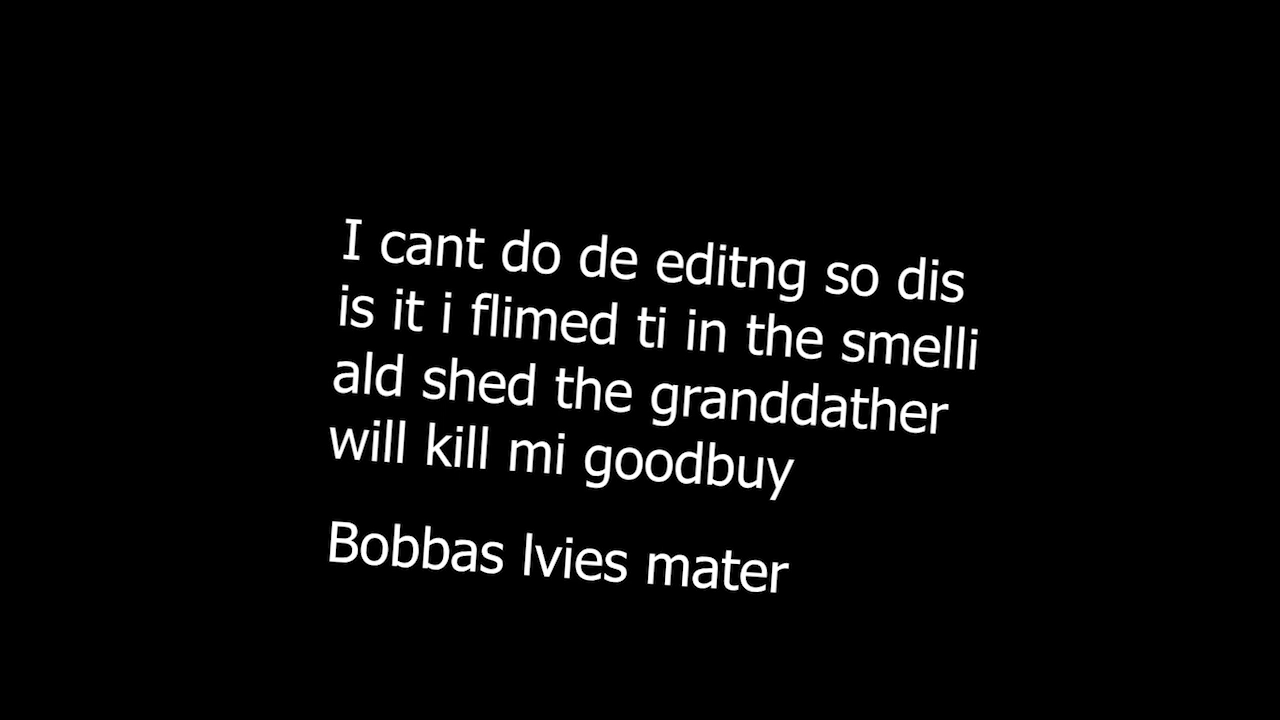 I cant do de editng so dis
is it i flimed ti in the smelli
ald shed the granddather
will kill mi goodbuy
Bobbas lvies mater